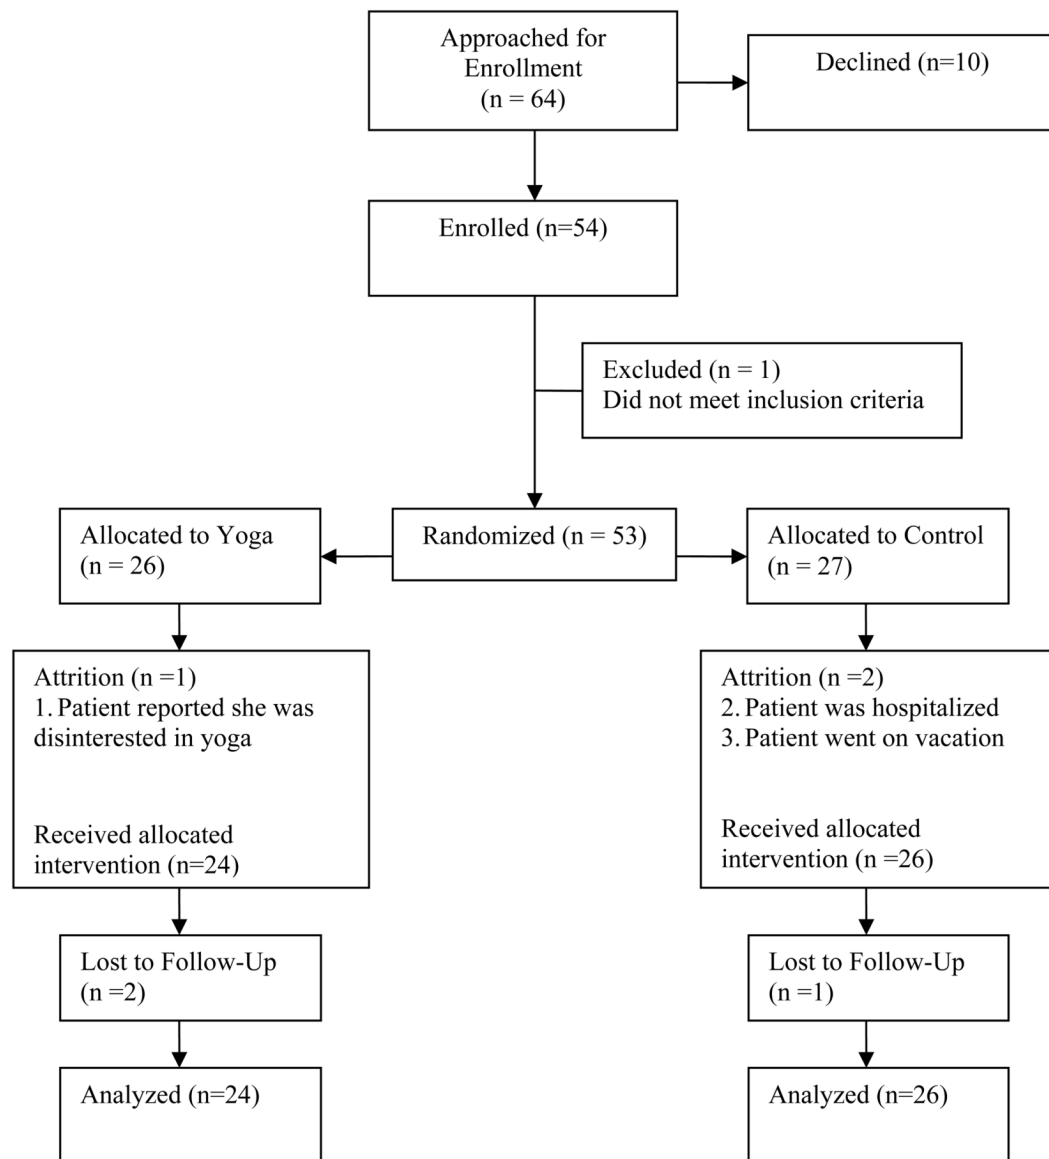 Approached for
Enrollment
(n = 64)
Declined (n=10)
Enrolled (n=54)
Excluded (n = 1)
Did not meet inclusion criteria
Randomized (n = 53)
Allocated to Yoga
(n = 26)
Allocated to Control
(n = 27)
Attrition (n =1)
1. Patient reported she was
disinterested in yoga
Received allocated
intervention (n=24)
Attrition (n =2)
2. Patient was hospitalized
3. Patient went on vacation
Received allocated
intervention (n =26)
Lost to Follow-Up
(n =2)
Lost to Follow-Up
(n =1)
Analyzed (n=24)
Analyzed (n=26)